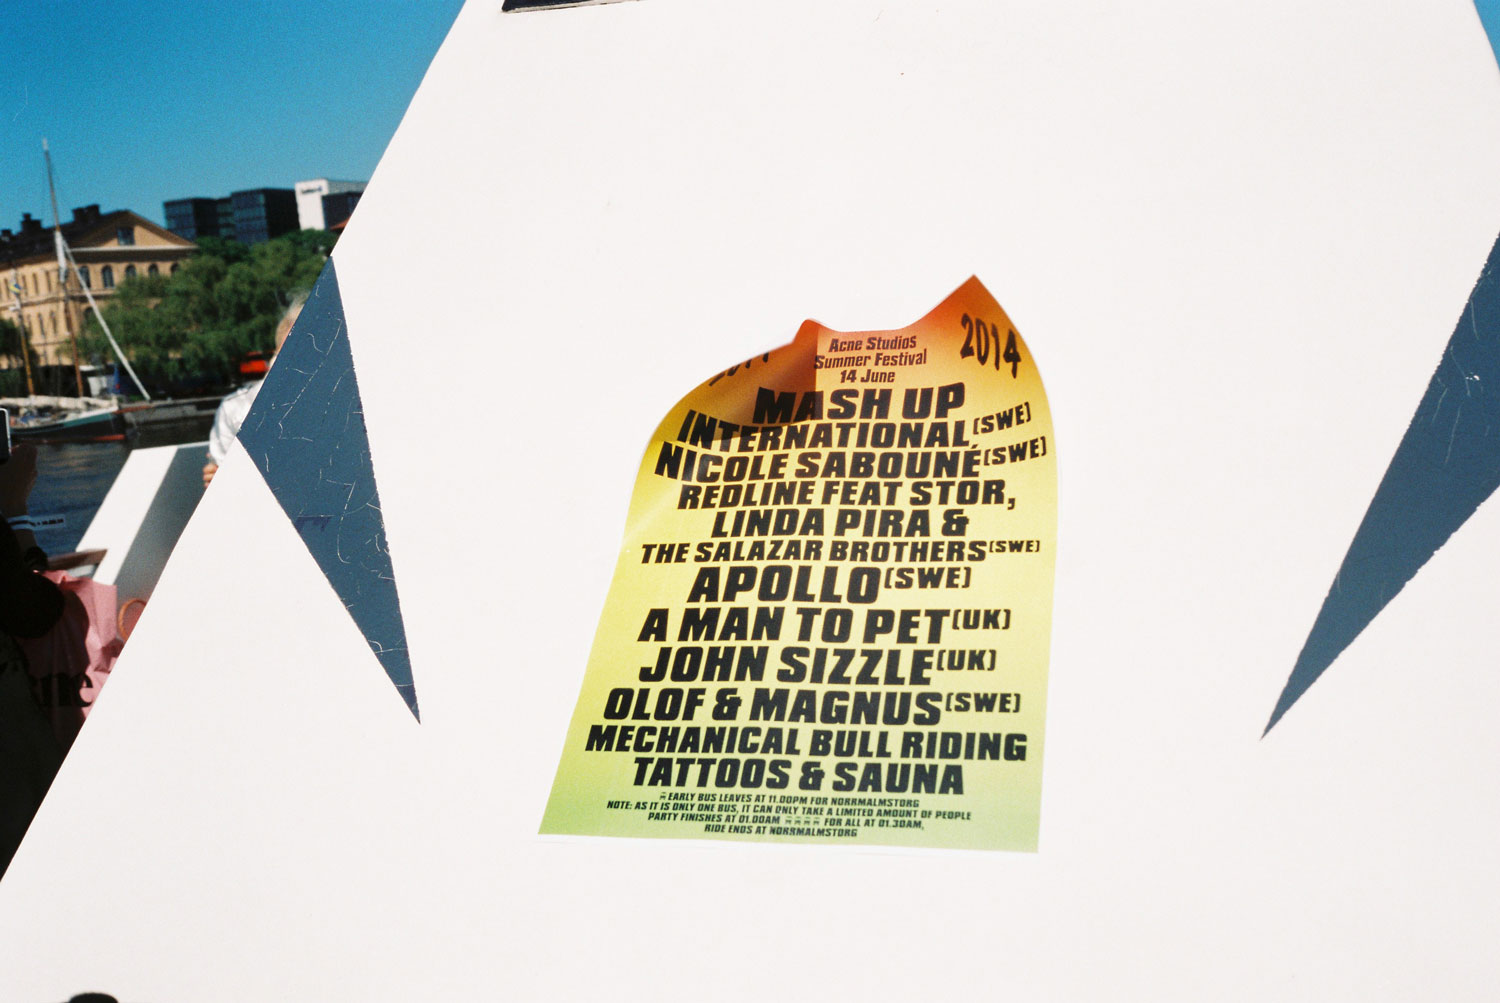 2014
Acne Studios
Summer Festival
14 June
MASH UP
INTERNATIONAL (SWE)
NICOLE SABOUNÉ (SWE)
REDLINE FEAT STOR,
LINDA PIRA &
THE SALAZAR BROTHERS (SWE)
APOLLO (SWE)
A MAN TO PET (UK)
JOHN SIZZLE (UK)
OLOF & MAGNUS (SWE)
MECHANICAL BULL RIDING
TATTOOS & SAUNA
EARLY BUS LEAVES AT 11.00PM FOR NORRMALMSTORG
NOTE: AS IT IS ONLY ONE BUS, IT CAN ONLY TAKE A LIMITED AMOUNT OF PEOPLE
PARTY FINISHES AT 01.00AM FOR ALL AT 01.30AM,
RIDE ENDS AT NORRMALMSTORG